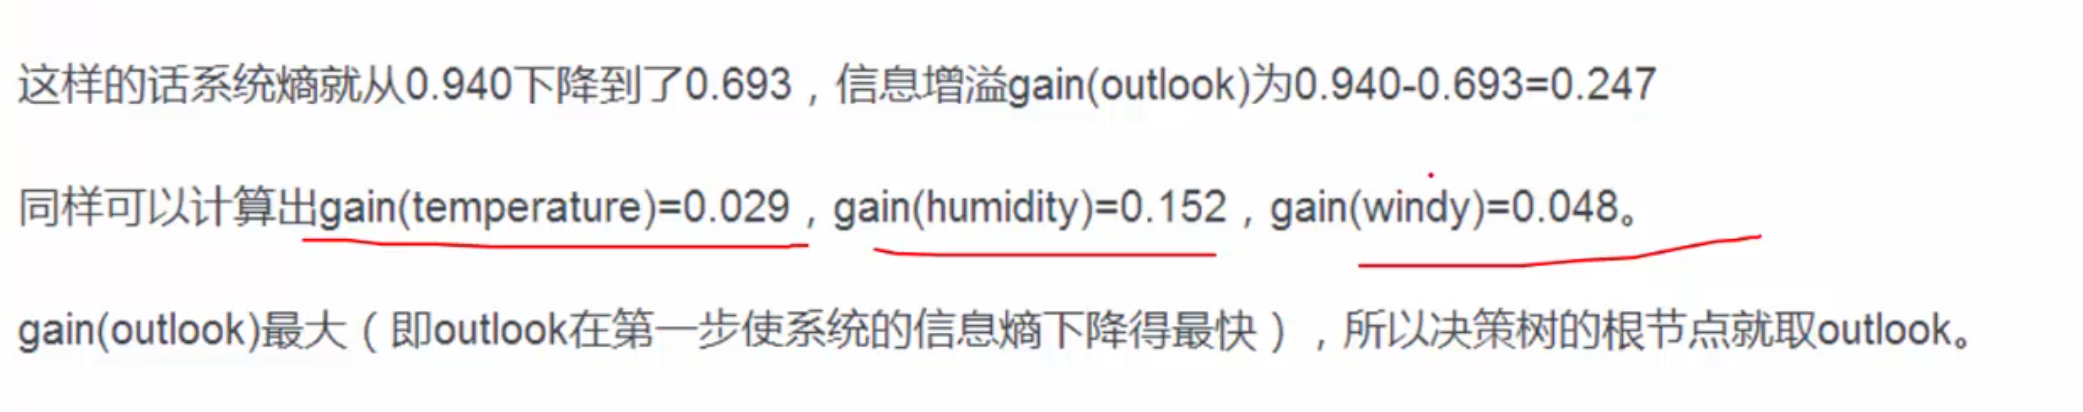 这样的话系统熵就从0.940下降到了0.693，信息增溢gain(outlook)为0.940-0.693=0.247
同样可以计算出gain(temperature)=0.029，gain(humidity)=0.152，gain(windy)=0.048。
gain(outlook)最大（即outlook在第一步使系统的信息熵下降得最快），所以决策树的根节点就取outlook。